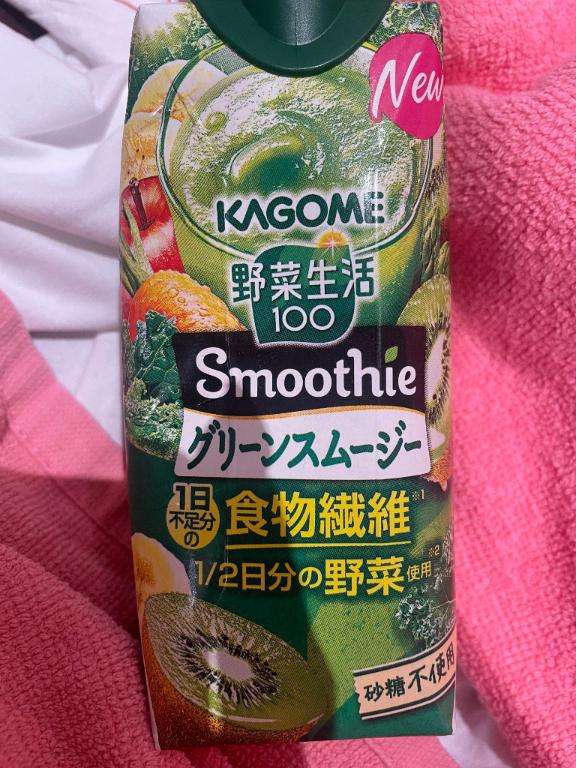 New
KAGOME
野菜生活
100
Smoothie
グリーンスムージー
1日
不足分
の
食物繊維※1
1/2日分の野菜使用※2
砂糖不使用